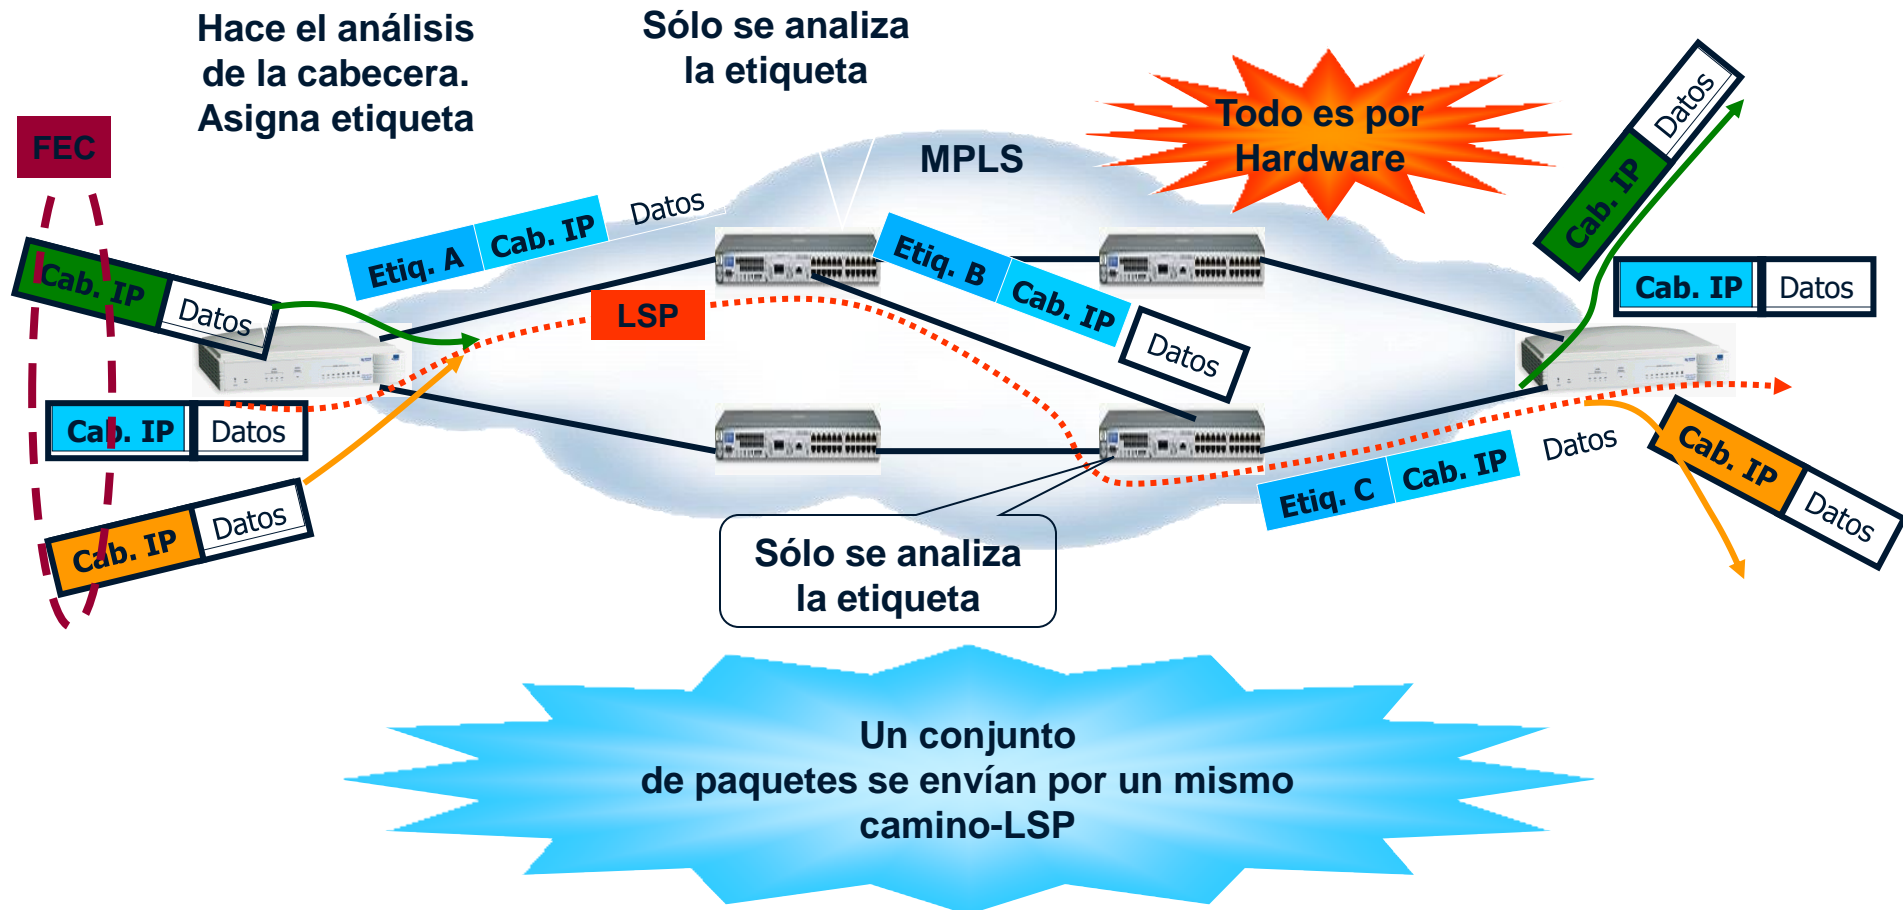 Hace el análisis
de la cabecera.
Asigna etiqueta
Sólo se analiza
la etiqueta
Todo es por
Hardware
FEC
MPLS
Datos
Cab. IP
Etiq. A
Cab. IP
Datos
Etiq. B
Cab. IP
Datos
Cab. IP
Datos
LSP
Cab. IP
Datos
Cab. IP
Datos
Cab. IP
Datos
Etiq. C
Cab. IP
Datos
Cab. IP
Datos
Cab. IP
Datos
Sólo se analiza
la etiqueta
Un conjunto
de paquetes se envían por un mismo
camino-LSP